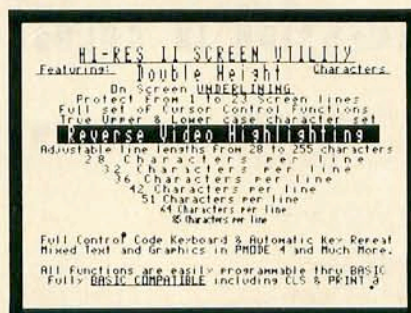 HI-RES II SCREEN UTILITY
Featuring: Double Height Characters
On Screen UNDERLINING
Protect From 1 to 23 Screen lines
Full set of Cursor Control Functions
True Upper & Lower case character set
Reverse Video Highlighting
Adjustable line lengths from 28 to 255 characters
28 Characters per line
32 Characters per line
36 Characters per line
42 Characters per line
51 Characters per line
64 Characters per line
85 Characters per line
Full Control Code Keyboard & Automatic Key Repeat
Mixed Text and Graphics in PMODE 4 and Much More.
All Functions are easily programmable thru BASIC
Fully BASIC COMPATIBLE including CLS & PRINT @